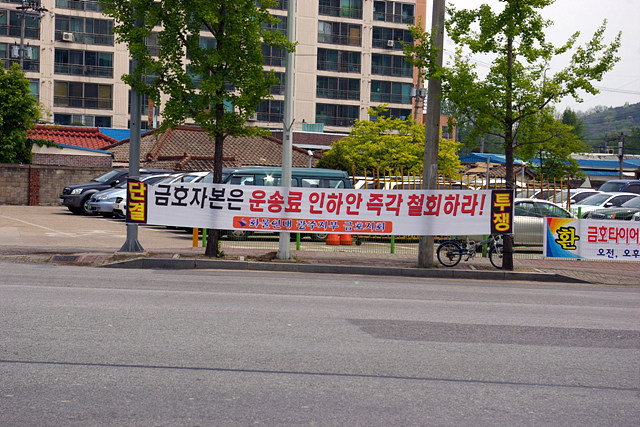 단결 금호자본은 운송료 인하안 즉각 철회하라! 투쟁
화물연대 광주지부 금호지회
환 금호타이어
오전, 오후